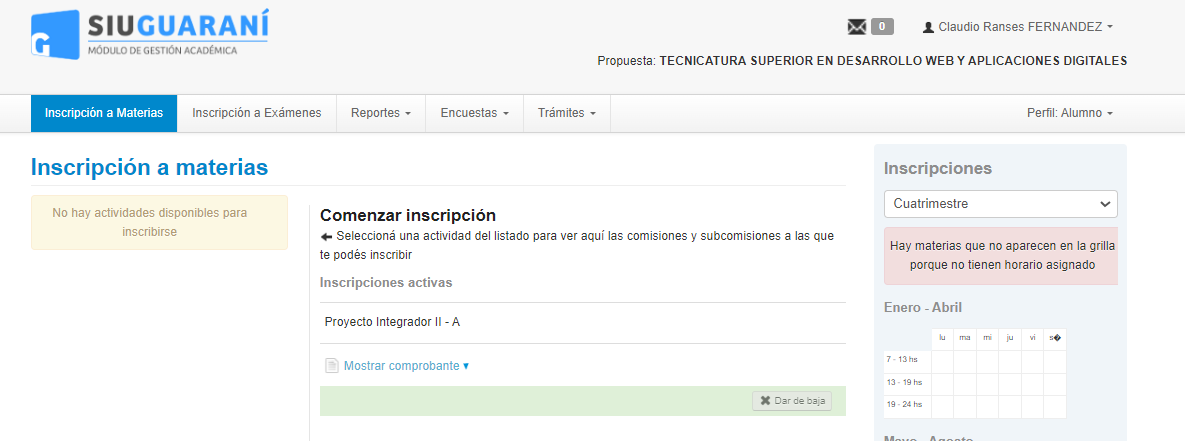 SIUGUARANÍ
MÓDULO DE GESTIÓN ACADÉMICA
0
Claudio Ranses FERNANDEZ
Propuesta: TECNICATURA SUPERIOR EN DESARROLLO WEB Y APLICACIONES DIGITALES
Inscripción a Materias
Inscripción a Exámenes
Reportes
Encuestas
Trámites
Perfil: Alumno
Inscripción a materias
No hay actividades disponibles para
inscribirse
Comenzar inscripción
Seleccioná una actividad del listado para ver aquí las comisiones y subcomisiones a las que
te podés inscribir
Inscripciones activas
Proyecto Integrador II - A
Mostrar comprobante
Dar de baja
Inscripciones
Cuatrimestre
Hay materias que no aparecen en la grilla
porque no tienen horario asignado
Enero - Abril
lu ma mi ju vi s�
7 - 13 hs
13 - 19 hs
19 - 24 hs
Mayo - Agosto